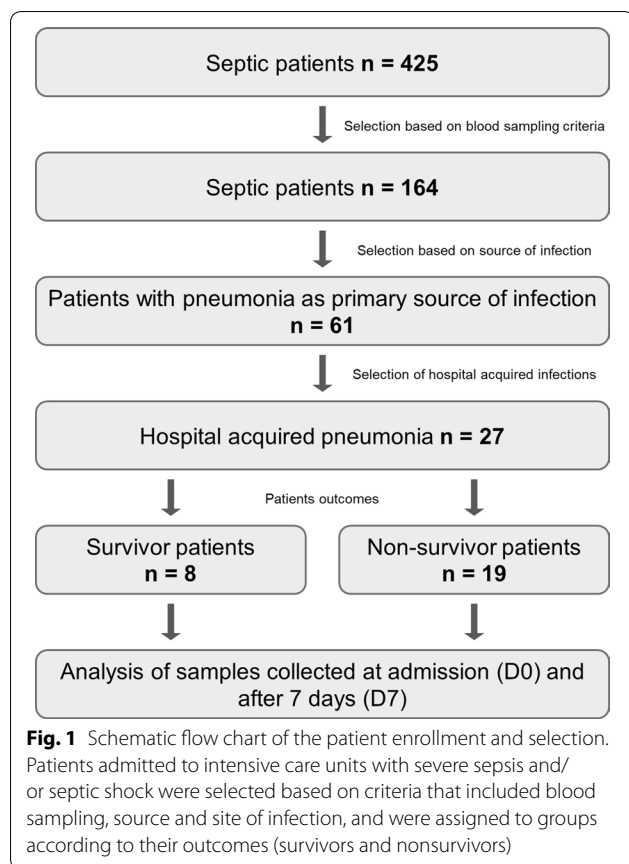 Septic patients n = 425
Selection based on blood sampling criteria
Septic patients n = 164
Selection based on source of infection
Patients with pneumonia as primary source of infection
n = 61
Selection of hospital acquired infections
Hospital acquired pneumonia n = 27
Patients outcomes
Survivor patients
n = 8
Non-survivor patients
n = 19
Analysis of samples collected at admission (D0) and
after 7 days (D7)
Fig. 1 Schematic flow chart of the patient enrollment and selection.
Patients admitted to intensive care units with severe sepsis and/
or septic shock were selected based on criteria that included blood
sampling, source and site of infection, and were assigned to groups
according to their outcomes (survivors and nonsurvivors)